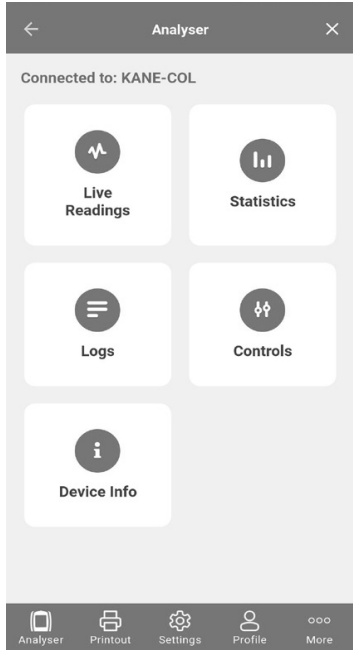 Analyser
Connected to: KANE-COL
Live
Readings
Statistics
Logs
Controls
Device Info
Analyser
Printout
Settings
Profile
More